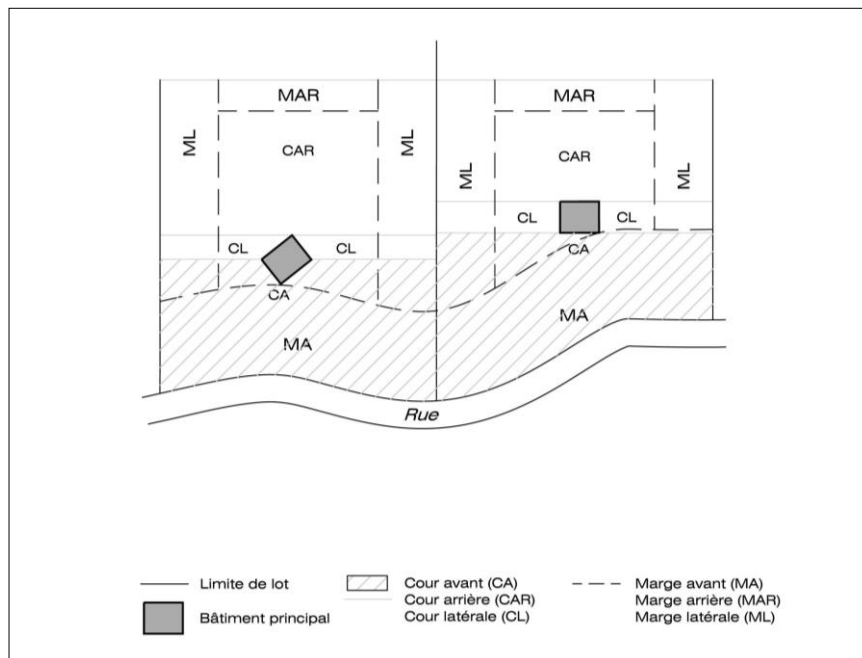 MAR
MAR
ML
ML
CAR
CAR
ML
ML
CL
CL
CL
CL
CA
CA
MA
MA
Rue
Limite de lot
Bâtiment principal
Cour avant (CA)
Cour arrière (CAR)
Cour latérale (CL)
Marge avant (MA)
Marge arrière (MAR)
Marge latérale (ML)